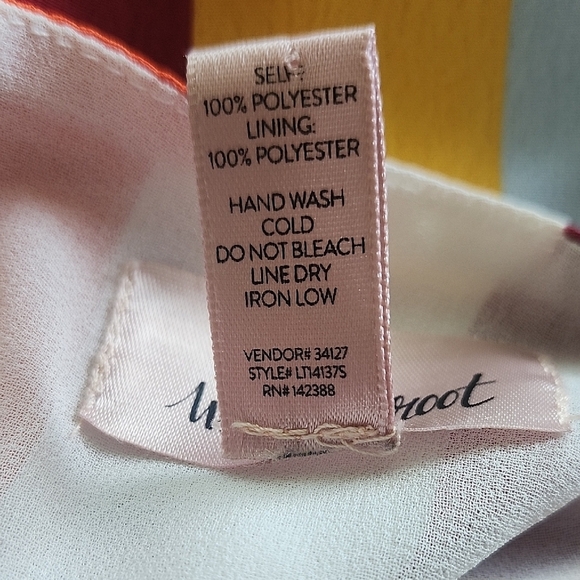 SELF:
100% POLYESTER
LINING:
100% POLYESTER
HAND WASH
COLD
DO NOT BLEACH
LINE DRY
IRON LOW
VENDOR# 34127
STYLE# LT14137S
RN# 142388
root